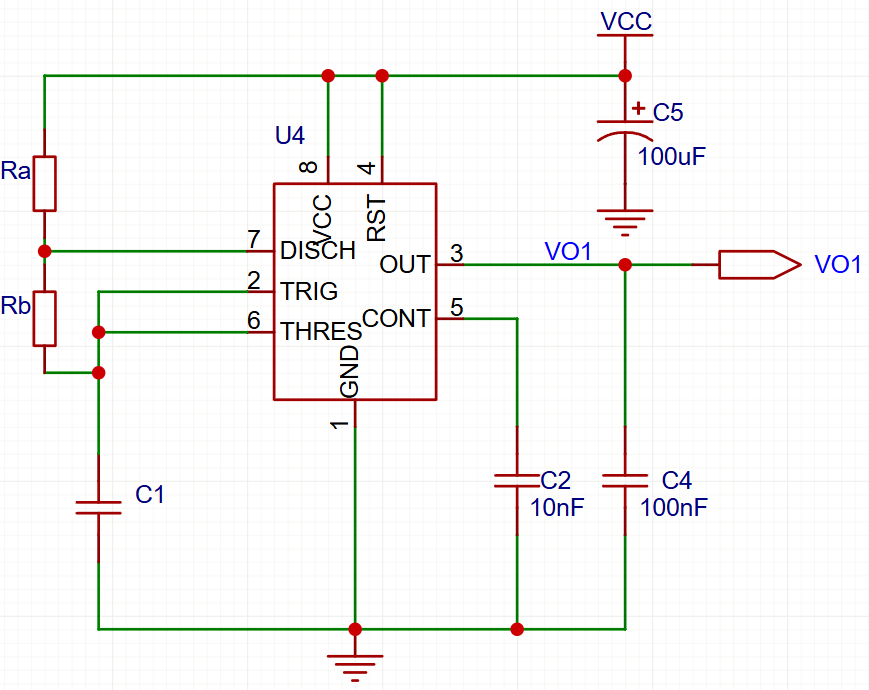 VCC
C5
100uF
U4
8
4
Ra
VCC
RST
7
DISCH
3
VO1
VO1
OUT
2
TRIG
Rb
6
THRES
CONT
5
GND
1
C1
C2
10nF
C4
100nF